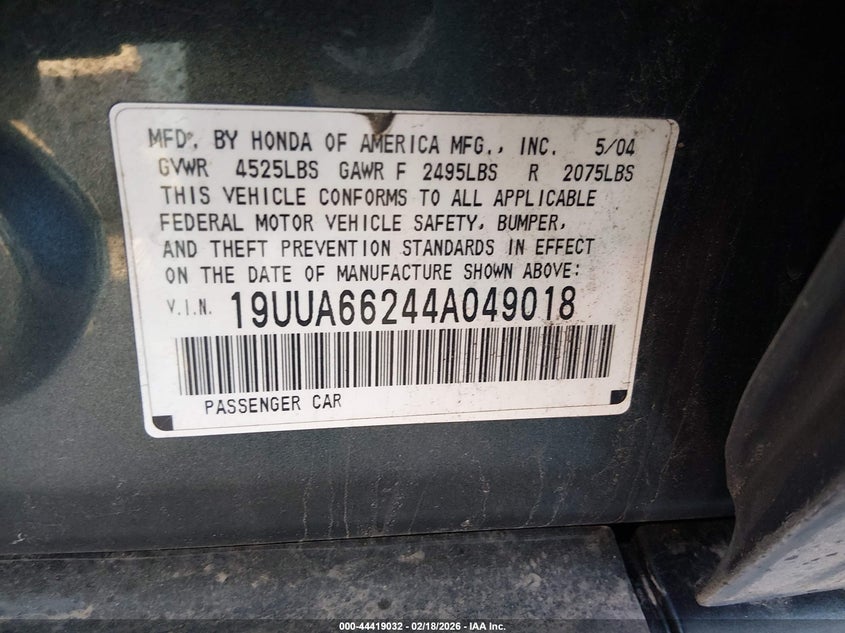 MFD. BY HONDA OF AMERICA MFG., INC. 5/04
GVWR 4525LBS GAWR F 2495LBS R 2075LBS
THIS VEHICLE CONFORMS TO ALL APPLICABLE
FEDERAL MOTOR VEHICLE SAFETY, BUMPER,
AND THEFT PREVENTION STANDARDS IN EFFECT
ON THE DATE OF MANUFACTURE SHOWN ABOVE:
V.I.N. 19UUA66244A049018
PASSENGER CAR
000-44419032 - 02/18/2026 - IAA Inc.